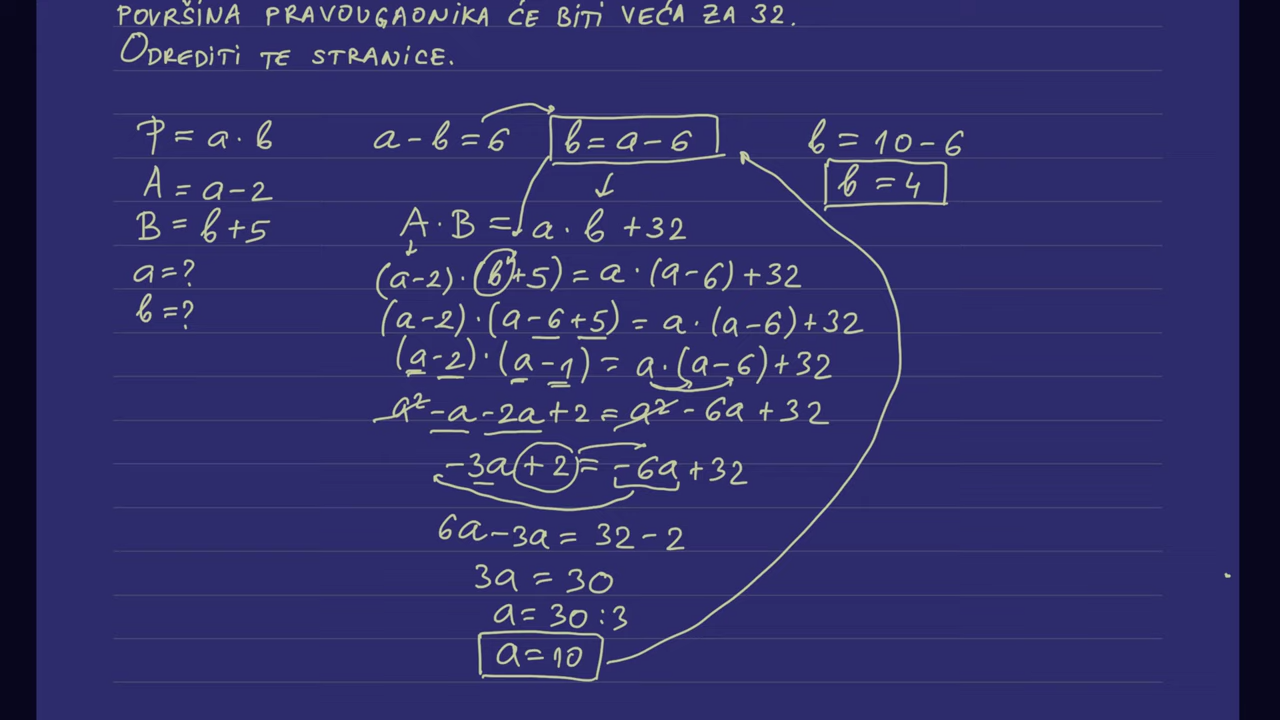 POVRŠINA PRAVOUGAONIKA ĆE BITI VEĆA ZA 32.
ODREDITI TE STRANICE.
P = a · b
A = a - 2
B = b + 5
a = ?
b = ?
a - b = 6 b = a - 6
A · B = a · b + 32
(a - 2) · (b + 5) = a · (a - 6) + 32
(a - 2) · (a - 6 + 5) = a · (a - 6) + 32
(a - 2) · (a - 1) = a · (a - 6) + 32
a² - a - 2a + 2 = a² - 6a + 32
-3a + 2 = -6a + 32
6a - 3a = 32 - 2
3a = 30
a = 30 : 3
a = 10
b = 10 - 6
b = 4